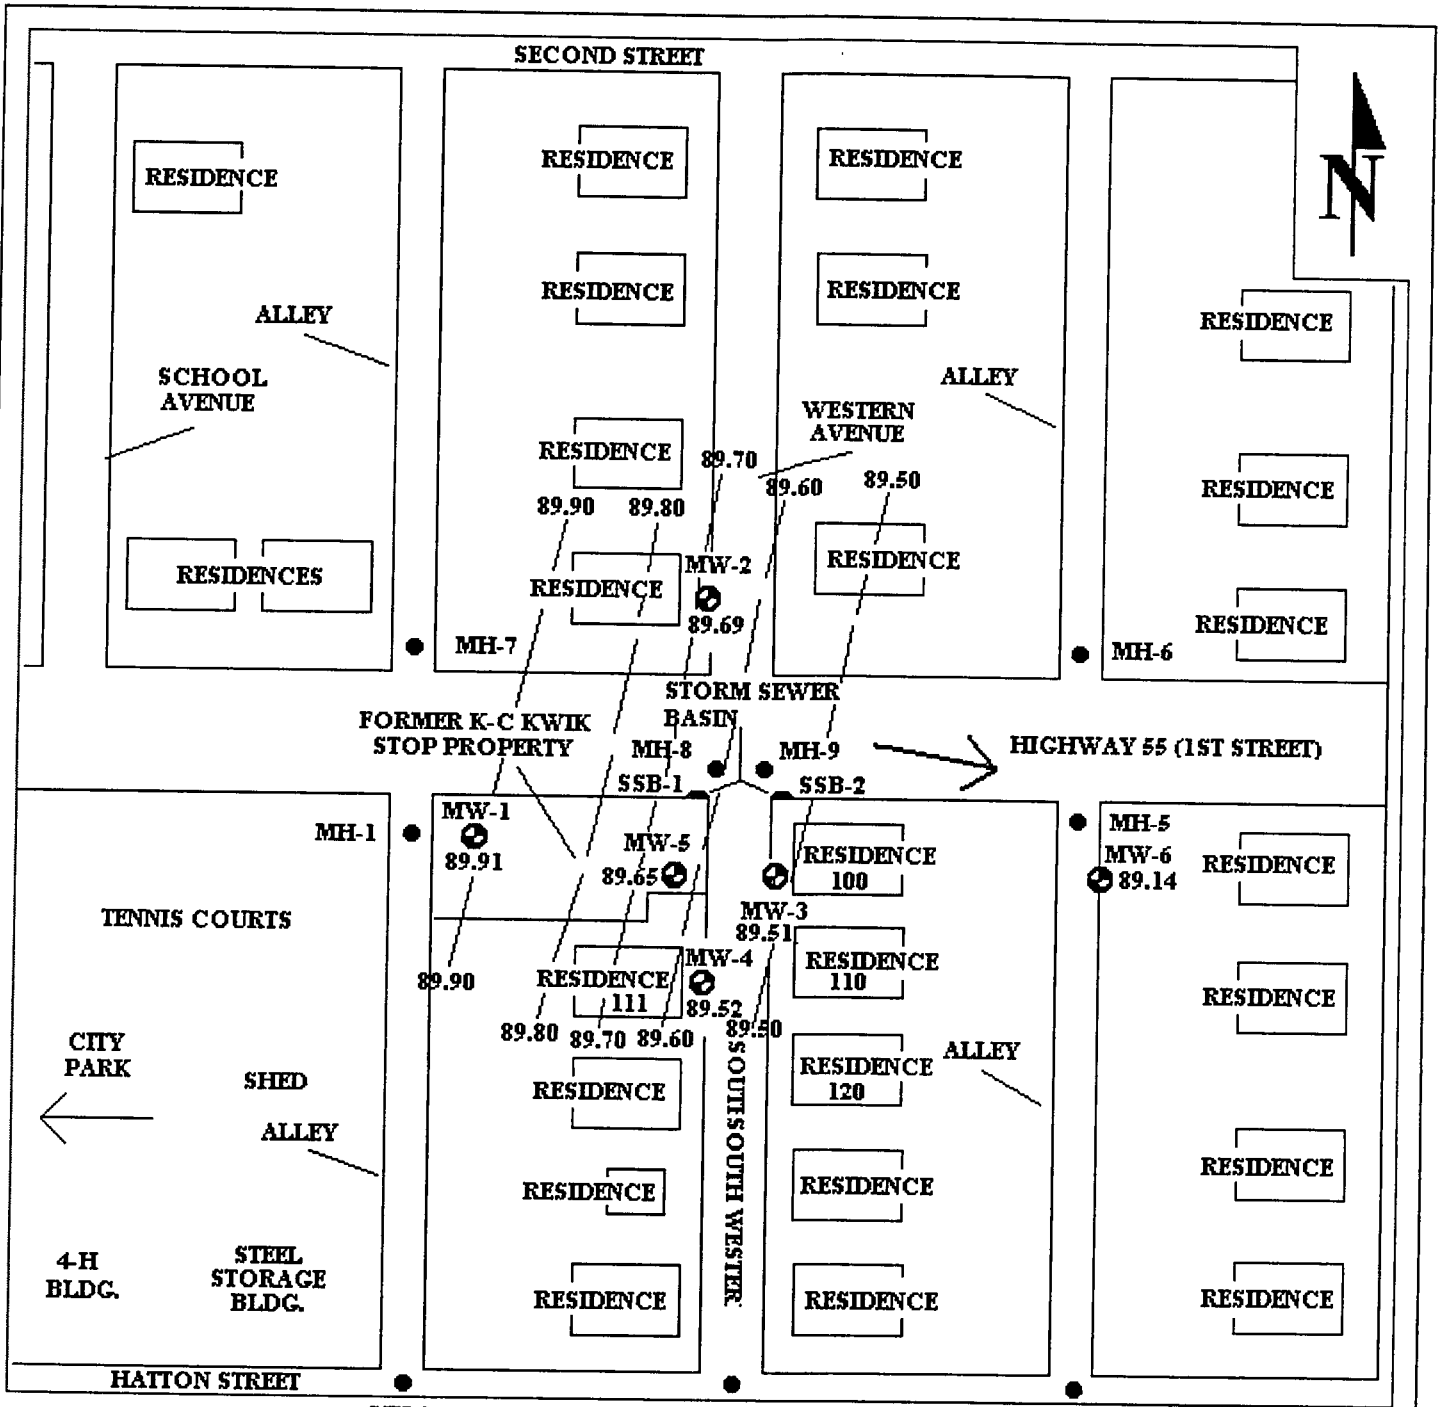 SECOND STREET
N
RESIDENCE
RESIDENCE
RESIDENCE
RESIDENCE
RESIDENCE
ALLEY
RESIDENCE
SCHOOL
AVENUE
ALLEY
WESTERN
AVENUE
RESIDENCE
89.70
89.60
89.50
RESIDENCE
89.90
89.80
RESIDENCES
RESIDENCE
MW-2
89.69
RESIDENCE
RESIDENCE
MH-7
MH-6
STORM SEWER
BASIN
FORMER K-C KWIK
STOP PROPERTY
MH-8
MH-9
HIGHWAY 55 (1ST STREET)
SSB-1
SSB-2
MH-1
MW-1
89.91
MW-5
89.65
RESIDENCE
100
MH-5
MW-6
89.14
RESIDENCE
TENNIS COURTS
MW-3
89.51
89.90
RESIDENCE
111
MW-4
89.52
RESIDENCE
110
RESIDENCE
89.80
89.70
89.60
89.50
CITY
PARK
SHED
ALLEY
RESIDENCE
RESIDENCE
120
ALLEY
SOUTISOUTH WESTER
RESIDENCE
RESIDENCE
RESIDENCE
4-H
BLDG.
STEEL
STORAGE
BLDG.
RESIDENCE
RESIDENCE
RESIDENCE
HATTON STREET